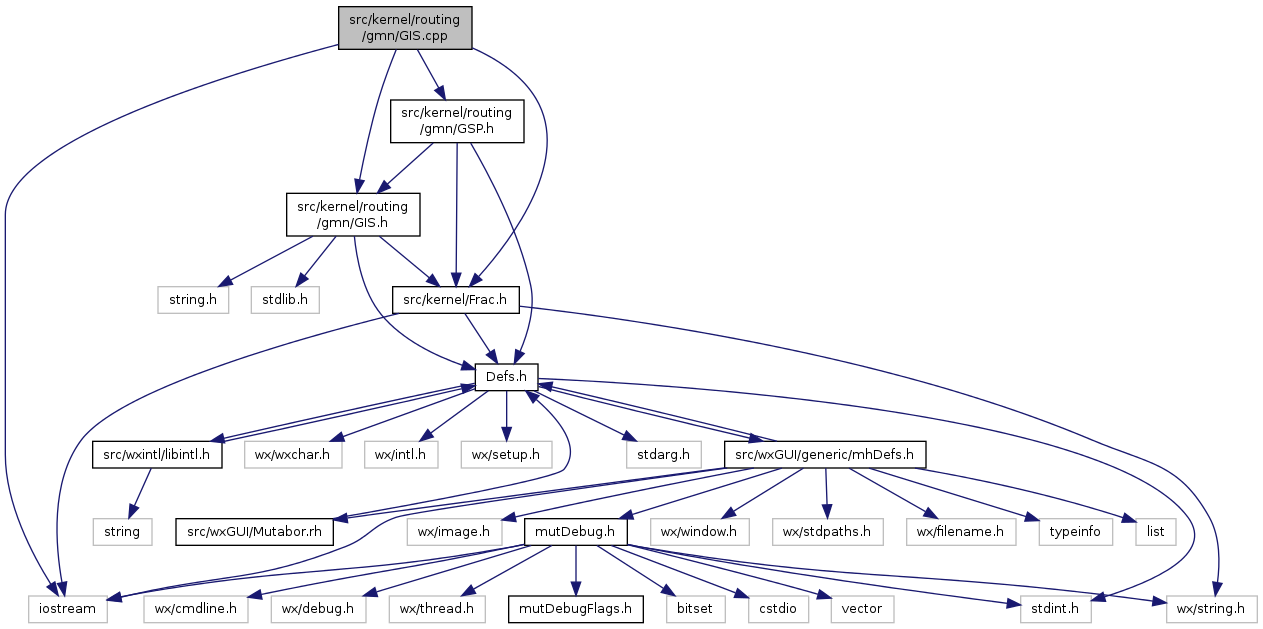 src/kernel/routing
/gmn/GIS.cpp
src/kernel/routing
/gmn/GSP.h
src/kernel/routing
/gmn/GIS.h
string.h
stdlib.h
src/kernel/Frac.h
Defs.h
src/wxintl/libintl.h
wx/wxchar.h
wx/intl.h
wx/setup.h
stdarg.h
src/wxGUI/generic/mhDefs.h
string
src/wxGUI/Mutabor.rh
wx/image.h
mutDebug.h
wx/window.h
wx/stdpaths.h
wx/filename.h
typeinfo
list
iostream
wx/cmdline.h
wx/debug.h
wx/thread.h
mutDebugFlags.h
bitset
cstdio
vector
stdint.h
wx/string.h